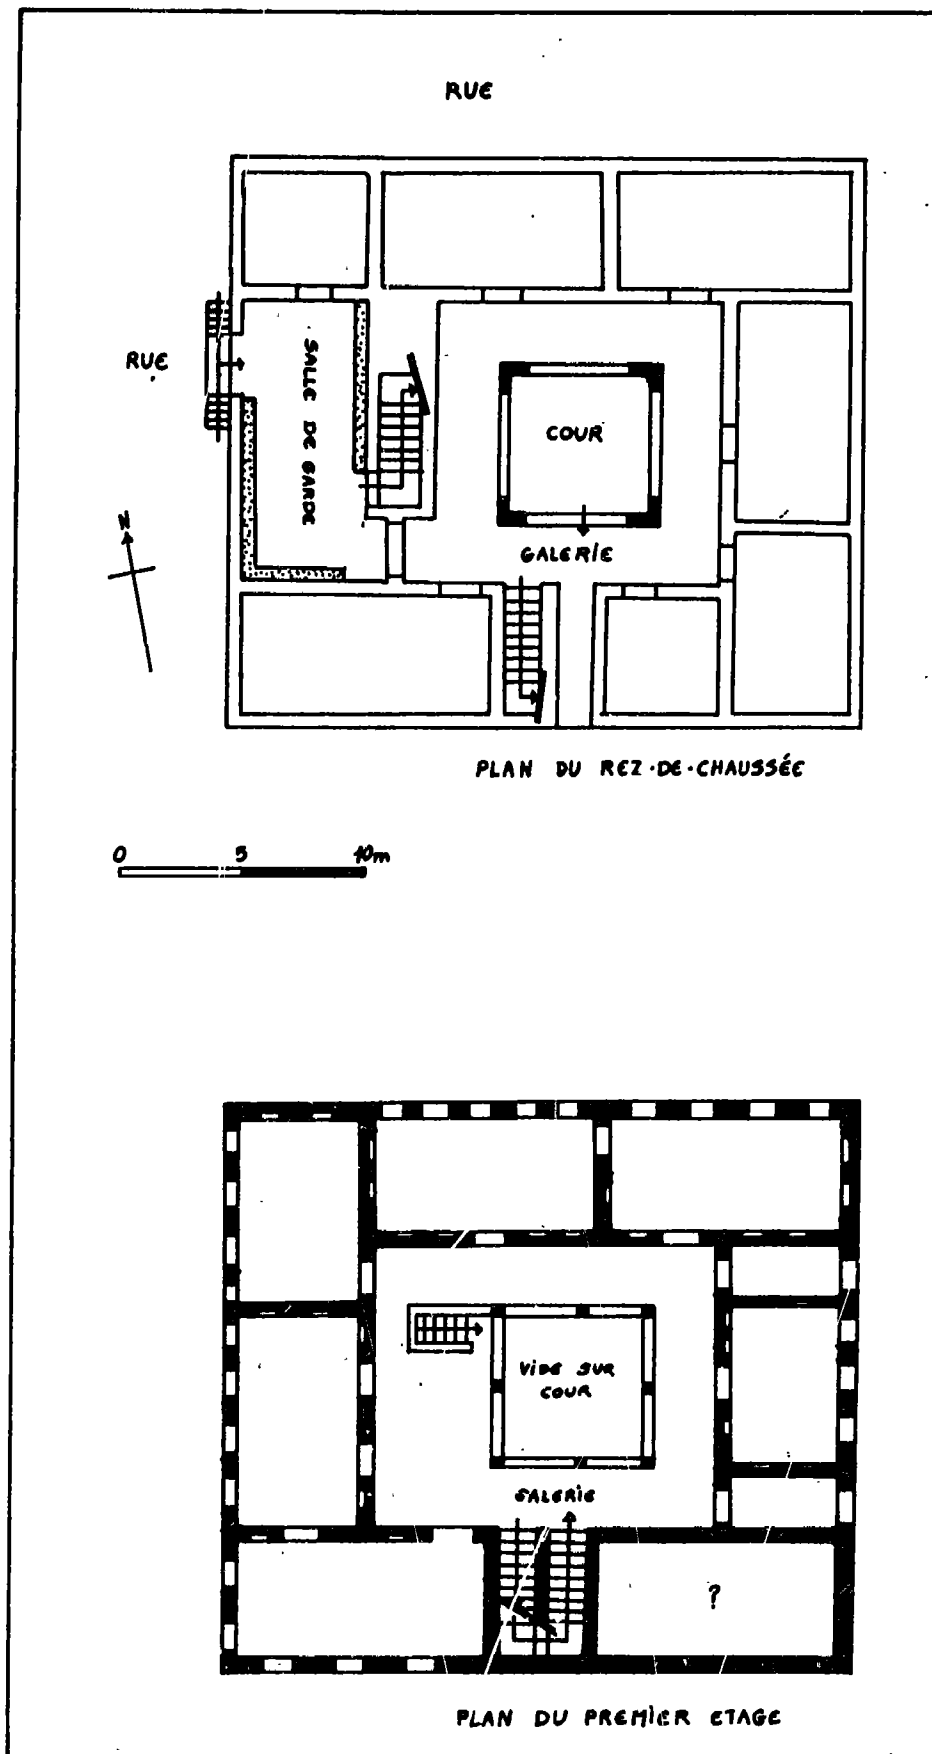 RUE
RUE
SALLE DE GARDE
COUR
N
GALERIE
PLAN DU REZ-DE-CHAUSSÉE
0 5 10m
VIDE SUR
COUR
GALERIE
?
PLAN DU PREMIER ETAGE